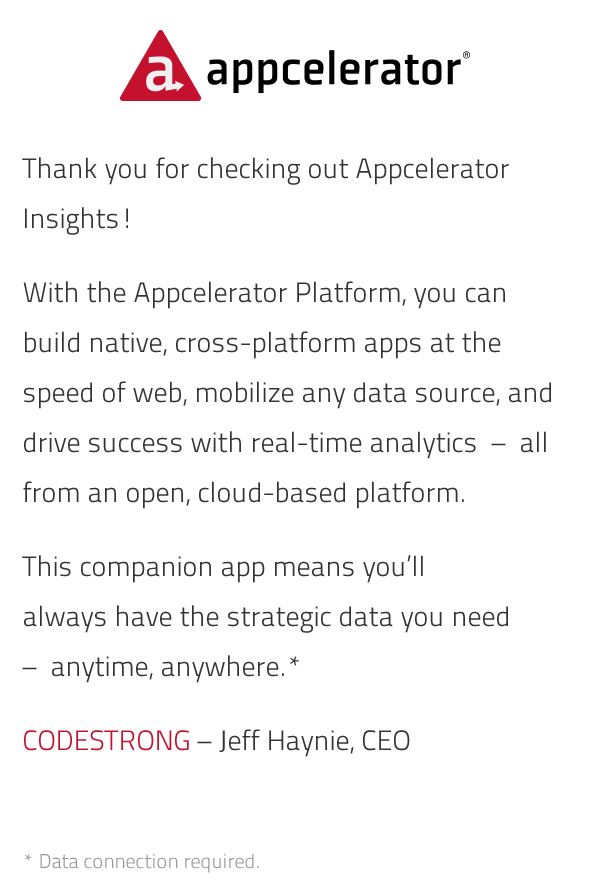 a appcelerator®
Thank you for checking out Appcelerator
Insights!
With the Appcelerator Platform, you can
build native, cross-platform apps at the
speed of web, mobilize any data source, and
drive success with real-time analytics – all
from an open, cloud-based platform.
This companion app means you’ll
always have the strategic data you need
– anytime, anywhere.*
CODESTRONG – Jeff Haynie, CEO
* Data connection required.